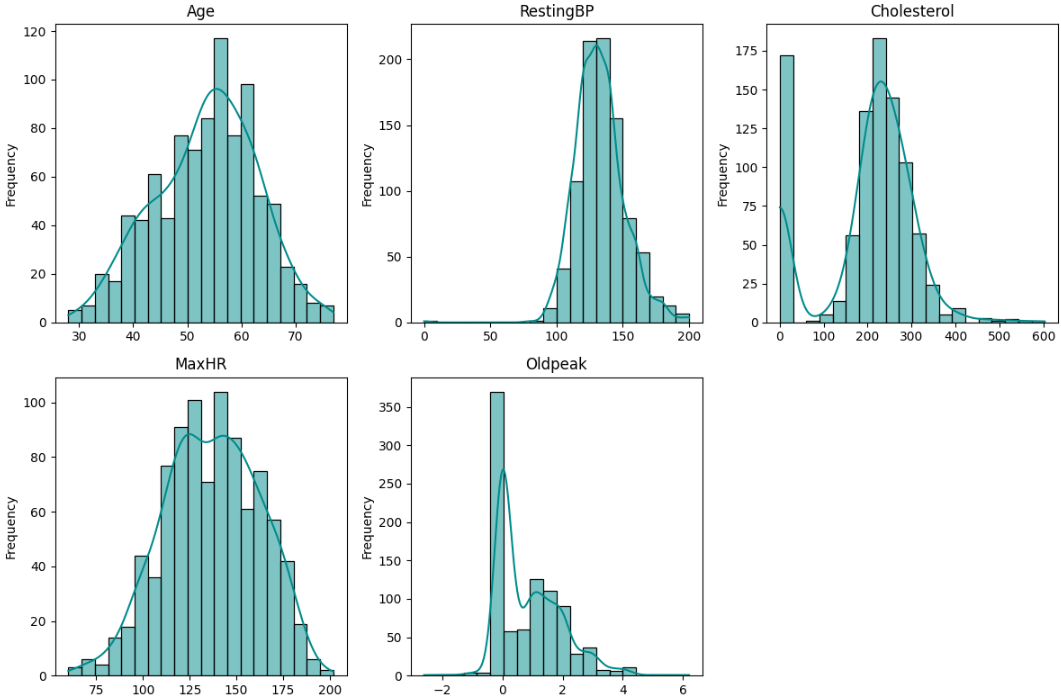 Age
Frequency
120
100
80
60
40
20
0
30 40 50 60 70
RestingBP
Frequency
200
150
100
50
0
0 50 100 150 200
Cholesterol
Frequency
175
150
125
100
75
50
25
0
0 100 200 300 400 500 600
MaxHR
Frequency
100
80
60
40
20
0
75 100 125 150 175 200
Oldpeak
Frequency
350
300
250
200
150
100
50
0
−2 0 2 4 6